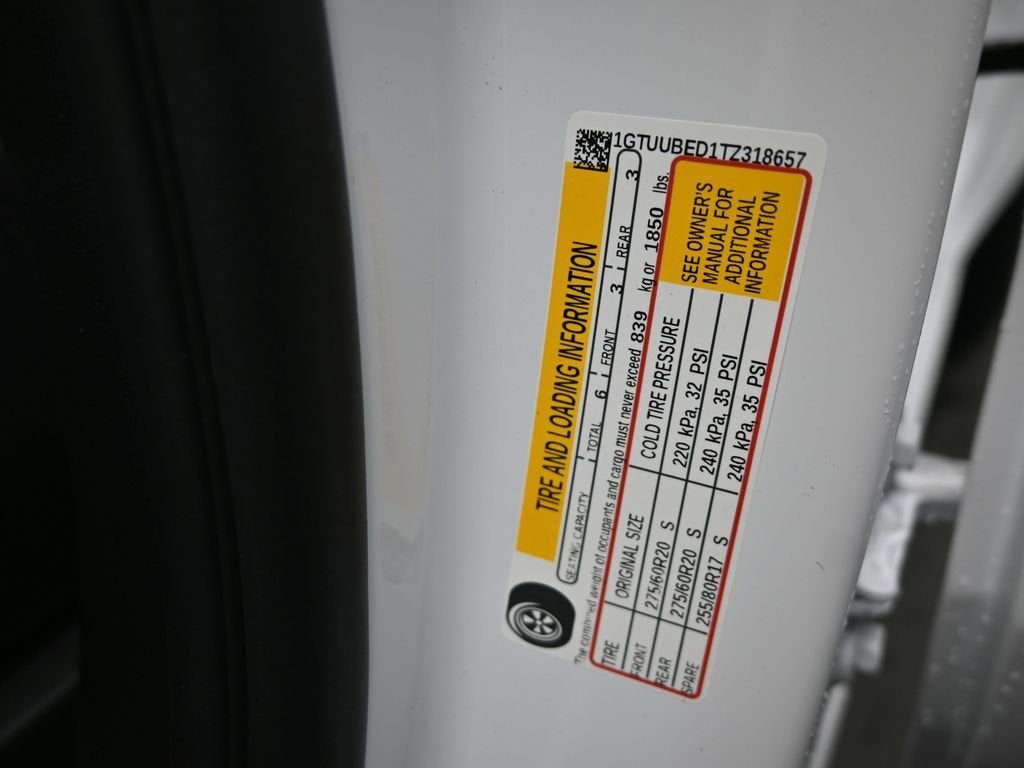 1GTUUBED1TZ318657
TIRE AND LOADING INFORMATION
SEATING CAPACITY TOTAL 6 FRONT 3 REAR 3
The combined weight of occupants and cargo must never exceed 839 kg or 1850 lbs.
TIRE ORIGINAL SIZE COLD TIRE PRESSURE
FRONT 275/60R20 S 220 kPa, 32 PSI
REAR 275/60R20 S 240 kPa, 35 PSI
SPARE 255/80R17 S 240 kPa, 35 PSI
SEE OWNER'S
MANUAL FOR
ADDITIONAL
INFORMATION